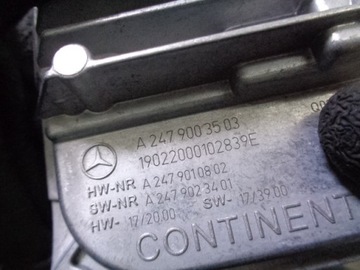 A 247 900 35 03
19022000102839E
HW-NR A 247 901 08 02
SW-NR A 247 902 34 01
HW- 17/20.00 SW- 17/39.00
CONTINENT